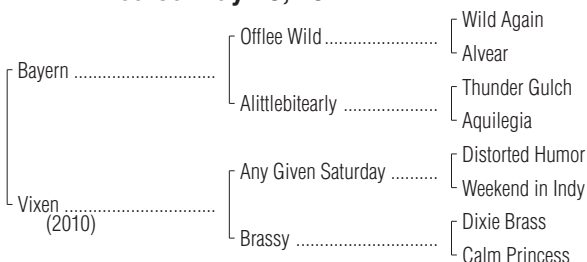 Wild Again
Offlee Wild ........................
Alvear
Bayern ..............................
Thunder Gulch
Alittlebitearly ....................
Aquilegia
Distorted Humor
Any Given Saturday ..........
Weekend in Indy
Vixen ................................
(2010)
Dixie Brass
Brassy ..............................
Calm Princess